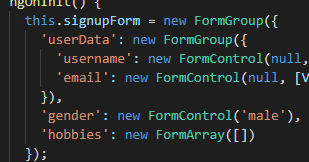 ngOnInit() {
this.signupForm = new FormGroup({
'userData': new FormGroup({
'username': new FormControl(null,
'email': new FormControl(null, [V
}),
'gender': new FormControl('male'),
'hobbies': new FormArray([])
});